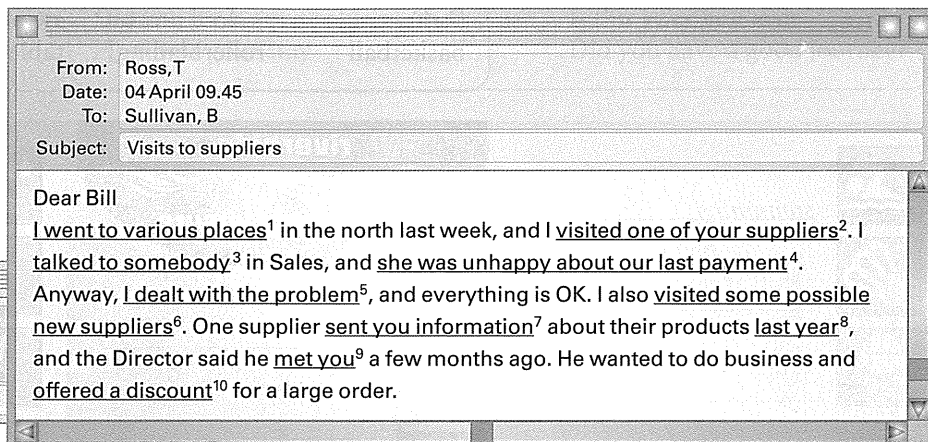 From: Ross,T
Date: 04 April 09.45
To: Sullivan, B
Subject: Visits to suppliers
Dear Bill
I went to various places¹ in the north last week, and I visited one of your suppliers². I
talked to somebody³ in Sales, and she was unhappy about our last payment⁴.
Anyway, I dealt with the problem⁵, and everything is OK. I also visited some possible
new suppliers⁶. One supplier sent you information⁷ about their products last year⁸,
and the Director said he met you⁹ a few months ago. He wanted to do business and
offered a discount¹⁰ for a large order.